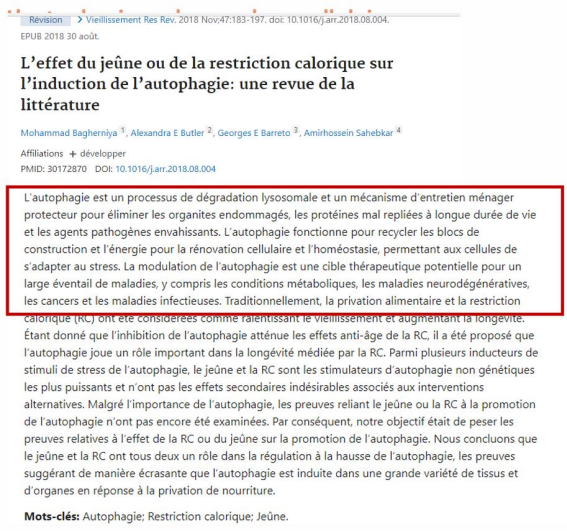 Révision > Vieillissement Res Rev. 2018 Nov;47:183-197. doi: 10.1016/j.arr.2018.08.004.
EPUB 2018 30 août.
L'effet du jeûne ou de la restriction calorique sur
l'induction de l'autophagie: une revue de la
littérature
Mohammad Bagherniya 1, Alexandra E Butler 2, Georges E Barreto 3, Amirhossein Sahebkar 4
Affiliations + développer
PMID: 30172870 DOI: 10.1016/j.arr.2018.08.004
L'autophagie est un processus de dégradation lysosomale et un mécanisme d'entretien ménager
protecteur pour éliminer les organites endommagés, les protéines mal repliées à longue durée de vie
et les agents pathogènes envahissants. L'autophagie fonctionne pour recycler les blocs de
construction et l'énergie pour la rénovation cellulaire et l'homéostasie, permettant aux cellules de
s'adapter au stress. La modulation de l'autophagie est une cible thérapeutique potentielle pour un
large éventail de maladies, y compris les conditions métaboliques, les maladies neurodégénératives,
les cancers et les maladies infectieuses. Traditionnellement, la privation alimentaire et la restriction
calorique (RC) ont été considérées comme ralentissant le vieillissement et augmentant la longévité.
Étant donné que l'inhibition de l'autophagie atténue les effets anti-âge de la RC, il a été proposé que
l'autophagie joue un rôle important dans la longévité médiée par la RC. Parmi plusieurs inducteurs de
stimuli de stress de l'autophagie, le jeûne et la RC sont les stimulateurs d'autophagie non génétiques
les plus puissants et n'ont pas les effets secondaires indésirables associés aux interventions
alternatives. Malgré l'importance de l'autophagie, les preuves reliant le jeûne ou la RC à la promotion
de l'autophagie n'ont pas encore été examinées. Par conséquent, notre objectif était de peser les
preuves relatives à l'effet de la RC ou du jeûne sur la promotion de l'autophagie. Nous concluons que
le jeûne et la RC ont tous deux un rôle dans la régulation à la hausse de l'autophagie, les preuves
suggérant de manière écrasante que l'autophagie est induite dans une grande variété de tissus et
d'organes en réponse à la privation de nourriture.
Mots-clés: Autophagie; Restriction calorique; Jeûne.